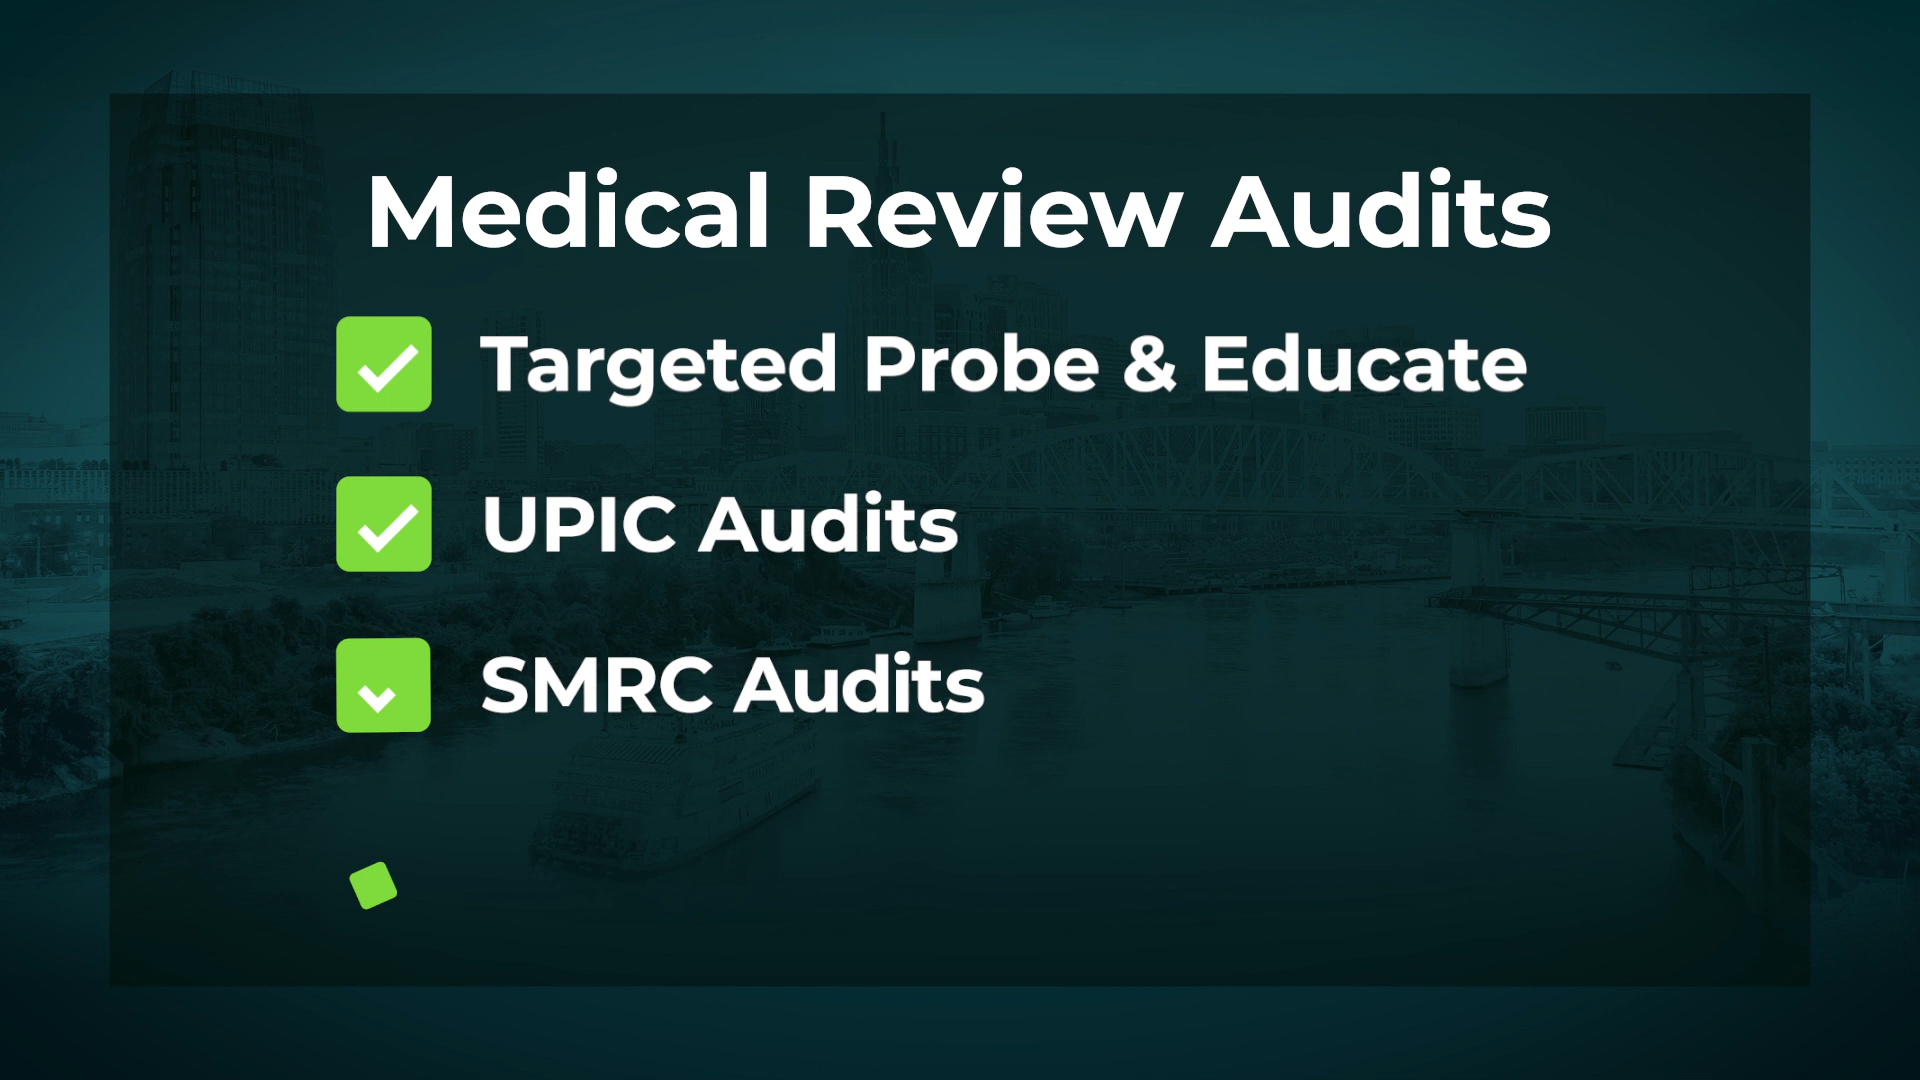 Medical Review Audits
Targeted Probe & Educate
UPIC Audits
SMRC Audits